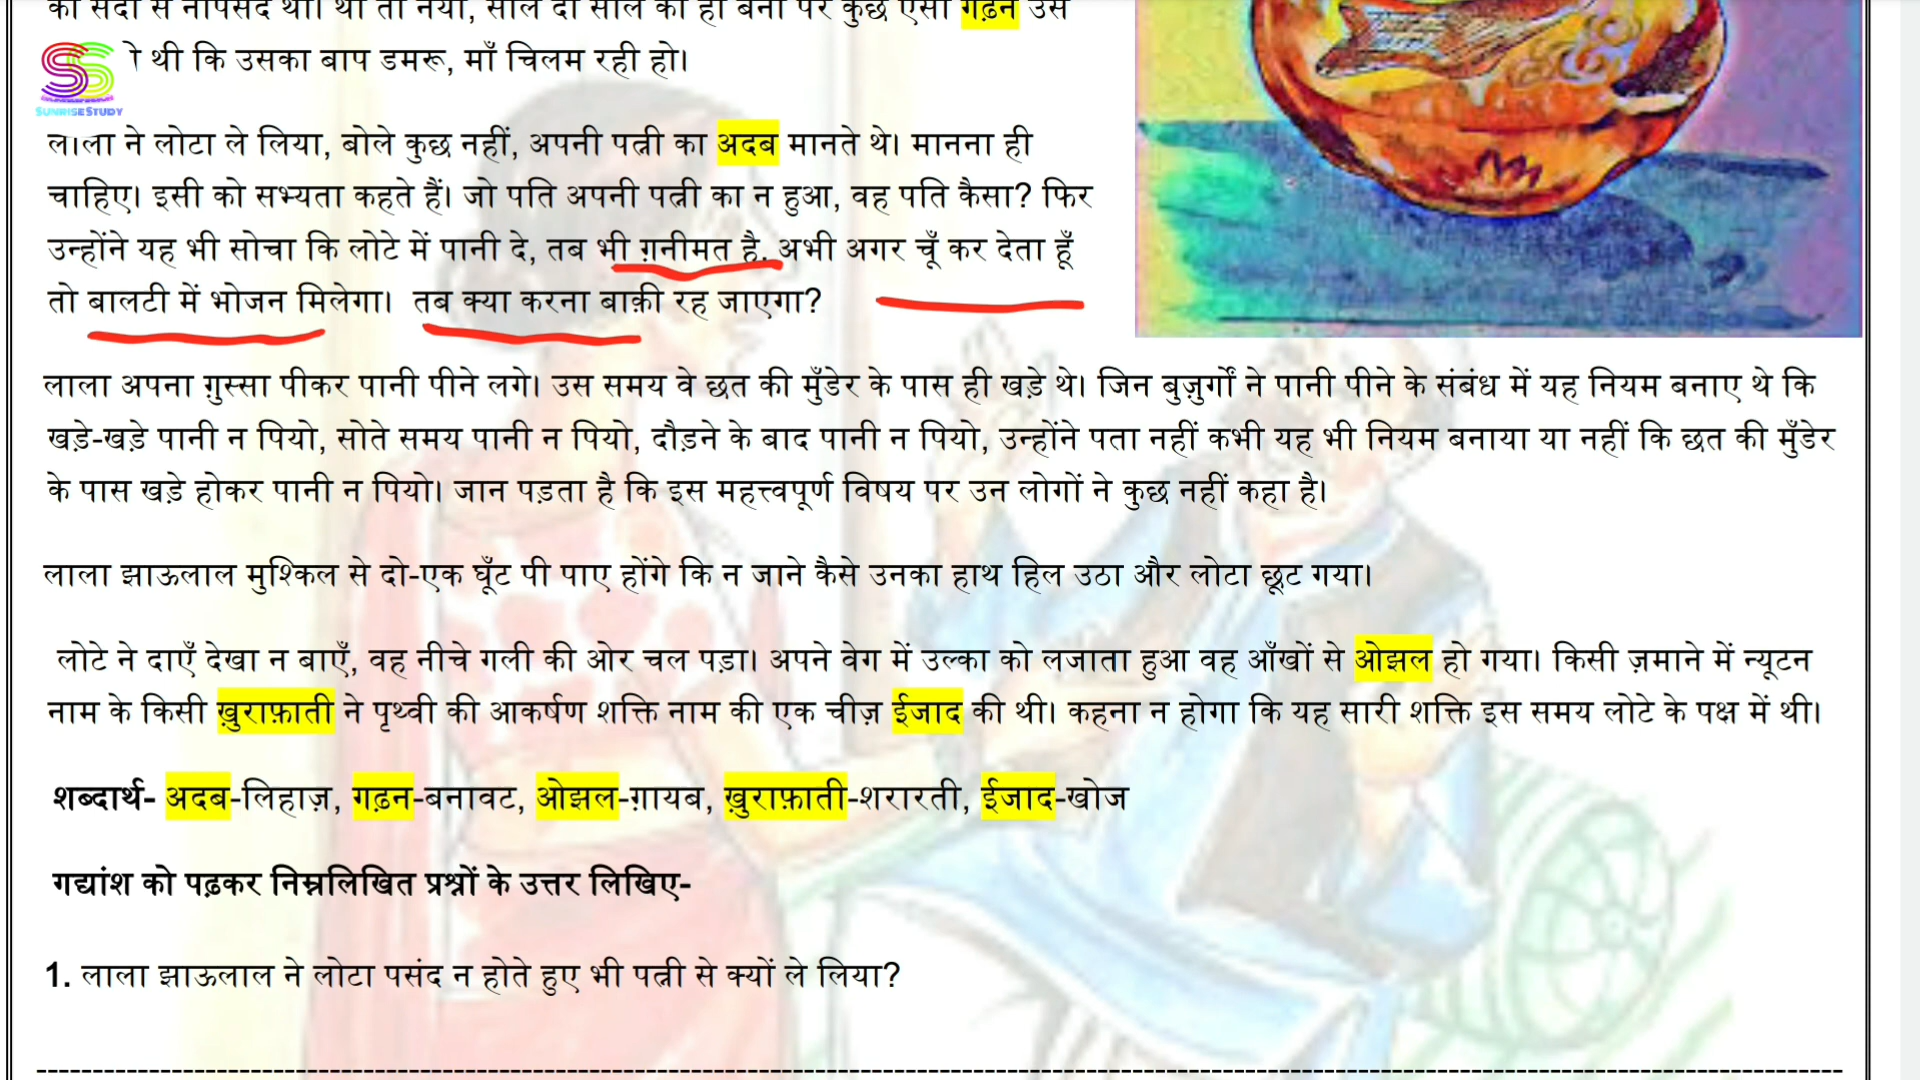 को सदा से नापसंद था। था तो नया, साल दो साल का ही बना पर कुछ ऐसी गढ़न उस
ी थी कि उसका बाप डमरू, माँ चिलम रही हो।
SUNRISE STUDY
लाला ने लोटा ले लिया, बोले कुछ नहीं, अपनी पत्नी का अदब मानते थे। मानना ही
चाहिए। इसी को सभ्यता कहते हैं। जो पति अपनी पत्नी का न हुआ, वह पति कैसा? फिर
उन्होंने यह भी सोचा कि लोटे में पानी दे, तब भी ग़नीमत है. अभी अगर चूँ कर देता हूँ
तो बालटी में भोजन मिलेगा। तब क्या करना बाक़ी रह जाएगा?
लाला अपना ग़ुस्सा पीकर पानी पीने लगे। उस समय वे छत की मुँडेर के पास ही खड़े थे। जिन बुज़ुर्गों ने पानी पीने के संबंध में यह नियम बनाए थे कि
खड़े-खड़े पानी न पियो, सोते समय पानी न पियो, दौड़ने के बाद पानी न पियो, उन्होंने पता नहीं कभी यह भी नियम बनाया या नहीं कि छत की मुँडेर
के पास खड़े होकर पानी न पियो। जान पड़ता है कि इस महत्त्वपूर्ण विषय पर उन लोगों ने कुछ नहीं कहा है।
लाला झाऊलाल मुश्किल से दो-एक घूँट पी पाए होंगे कि न जाने कैसे उनका हाथ हिल उठा और लोटा छूट गया।
लोटे ने दाएँ देखा न बाएँ, वह नीचे गली की ओर चल पड़ा। अपने वेग में उल्का को लजाता हुआ वह आँखों से ओझल हो गया। किसी ज़माने में न्यूटन
नाम के किसी ख़ुराफ़ाती ने पृथ्वी की आकर्षण शक्ति नाम की एक चीज़ ईजाद की थी। कहना न होगा कि यह सारी शक्ति इस समय लोटे के पक्ष में थी।
शब्दार्थ- अदब-लिहाज़, गढ़न-बनावट, ओझल-ग़ायब, ख़ुराफ़ाती-शरारती, ईजाद-खोज
गद्यांश को पढ़कर निम्नलिखित प्रश्नों के उत्तर लिखिए-
1. लाला झाऊलाल ने लोटा पसंद न होते हुए भी पत्नी से क्यों ले लिया?